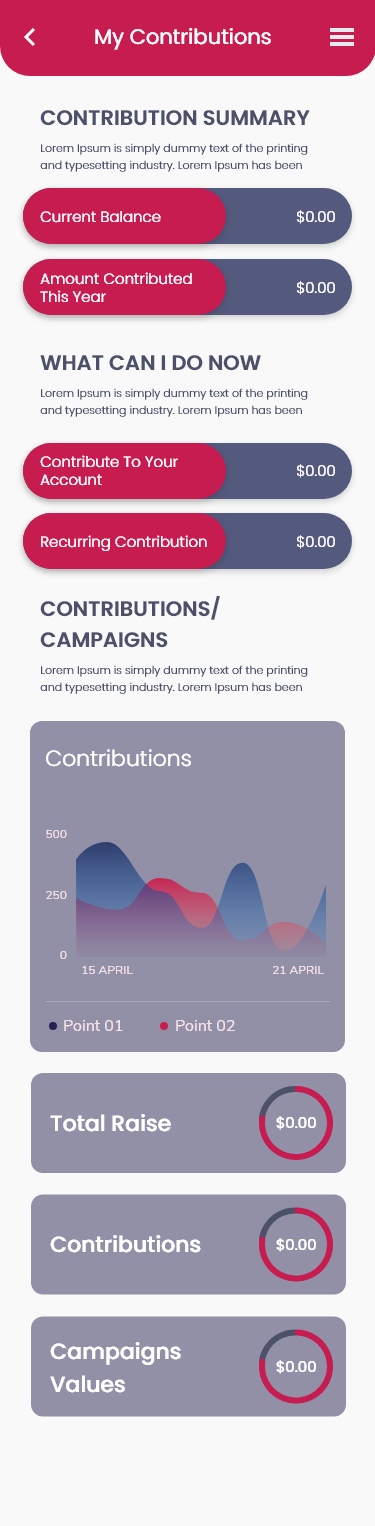 My Contributions
CONTRIBUTION SUMMARY
Lorem Ipsum is simply dummy text of the printing
and typesetting industry. Lorem Ipsum has been
Current Balance $0.00
Amount Contributed
This Year $0.00
WHAT CAN I DO NOW
Lorem Ipsum is simply dummy text of the printing
and typesetting industry. Lorem Ipsum has been
Contribute To Your
Account $0.00
Recurring Contribution $0.00
CONTRIBUTIONS/
CAMPAIGNS
Lorem Ipsum is simply dummy text of the printing
and typesetting industry. Lorem Ipsum has been
Contributions
500
250
0
15 APRIL 21 APRIL
Point 01 Point 02
Total Raise $0.00
Contributions $0.00
Campaigns
Values $0.00